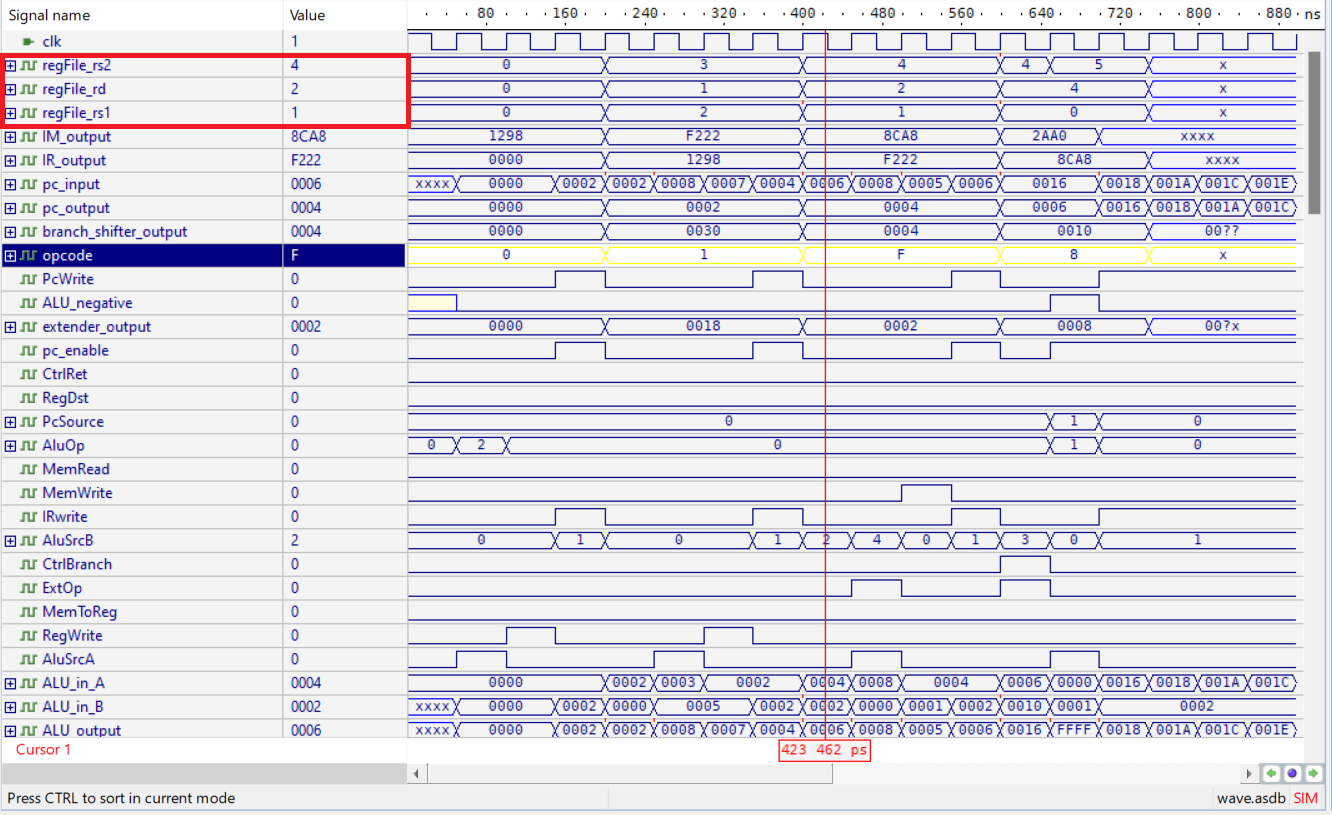 Signal name Value 80 160 240 320 400 480 560 640 720 800 880 ns
clk 1
regFile_rs2 4 0 3 4 4 5 x
regFile_rd 2 0 1 2 4 x
regFile_rs1 1 0 2 1 0 x
IM_output 8CA8 1298 F222 8CA8 2AA0 xxxx
IR_output F222 0000 1298 F222 8CA8 xxxx
pc_input 0006 xxxx 0000 0002 0002 0008 0007 0004 0006 0008 0005 0006 0016 0018 001A 001C 001E
pc_output 0004 0000 0002 0004 0006 0016 0018 001A 001C
branch_shifter_output 0004 0000 0030 0004 0010 00??
opcode F 0 1 F 8 x
PcWrite 0
ALU_negative 0
extender_output 0002 0000 0018 0002 0008 00?x
pc_enable 0
CtrlRet 0
RegDst 0
PcSource 0 0 1 0
AluOp 0 0 2 0 1 0
MemRead 0
MemWrite 0
IRwrite 0
AluSrcB 2 0 1 0 1 2 4 0 1 3 0 1
CtrlBranch 0
ExtOp 0
MemToReg 0
RegWrite 0
AluSrcA 0
ALU_in_A 0004 0000 0002 0003 0002 0004 0008 0004 0006 0000 0016 0018 001A 001C
ALU_in_B 0002 xxxx 0000 0002 0000 0005 0002 0002 0000 0001 0002 0010 0001 0002
ALU_output 0006 xxxx 0000 0002 0002 0008 0007 0004 0006 0008 0005 0006 0016 FFFF 0018 001A 001C 001E
Cursor 1 423 462 ps
Press CTRL to sort in current mode wave.asdb SIM